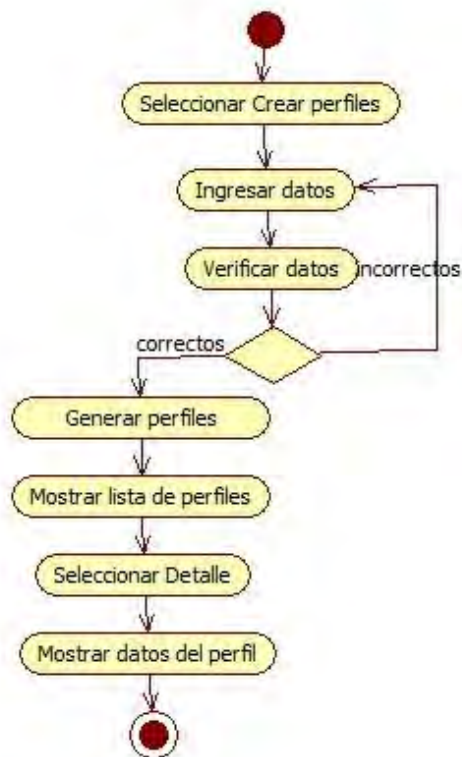 Seleccionar Crear perfiles
Ingresar datos
Verificar datos
incorrectos
correctos
Generar perfiles
Mostrar lista de perfiles
Seleccionar Detalle
Mostrar datos del perfil